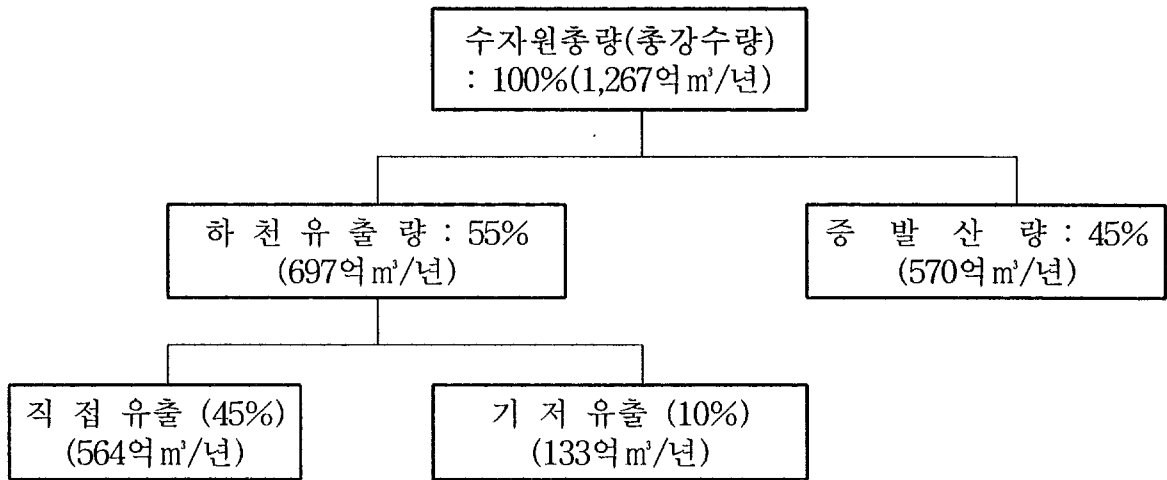 수자원총량(총강수량)
: 100%(1,267억㎥/년)
하 천 유 출 량 : 55%
(697억㎥/년)
증 발 산 량 : 45%
(570억㎥/년)
직 접 유출 (45%)
(564억㎥/년)
기 저 유출 (10%)
(133억㎥/년)